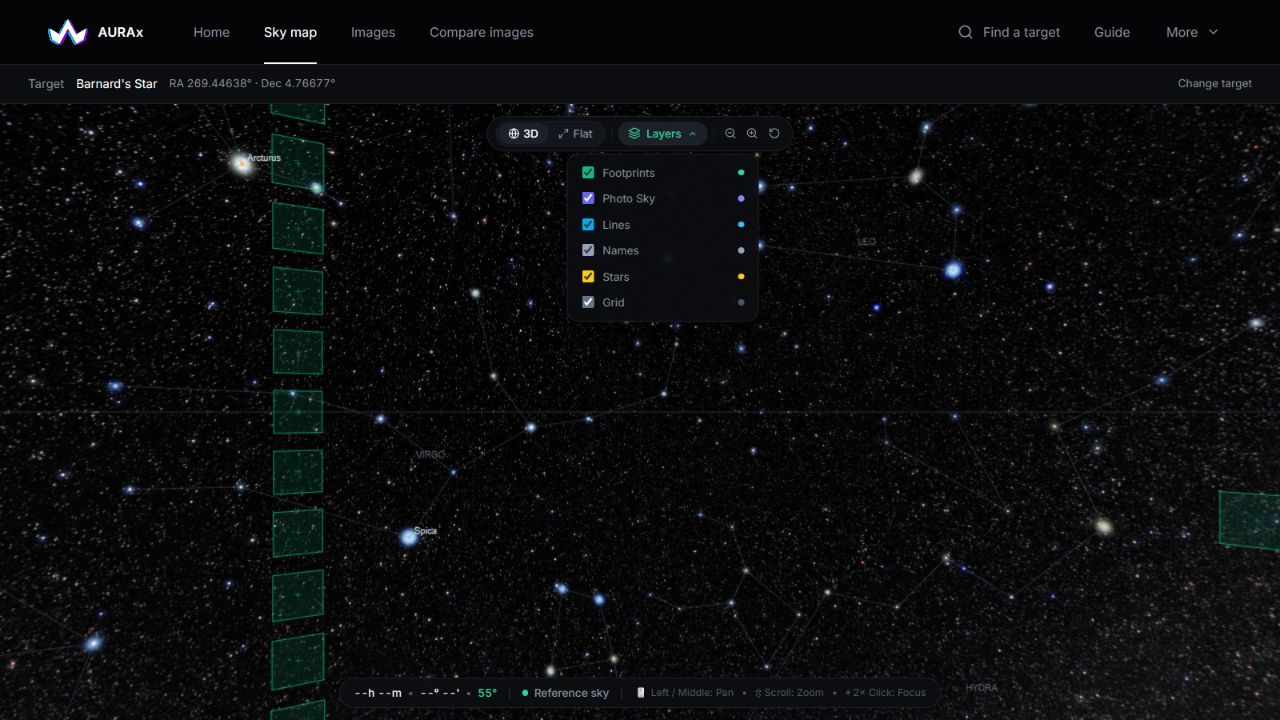 AURAx
Home
Sky map
Images
Compare images
Find a target
Guide
More
Target
Barnard's Star
RA 269.44638° · Dec 4.76677°
Change target
3D
Flat
Layers
Footprints
Photo Sky
Lines
Names
Stars
Grid
Arcturus
LEO
VIRGO
Spica
HYDRA
--h --m • --° --' • 55°
Reference sky
Left / Middle: Pan • ⇕ Scroll: Zoom • + 2× Click: Focus